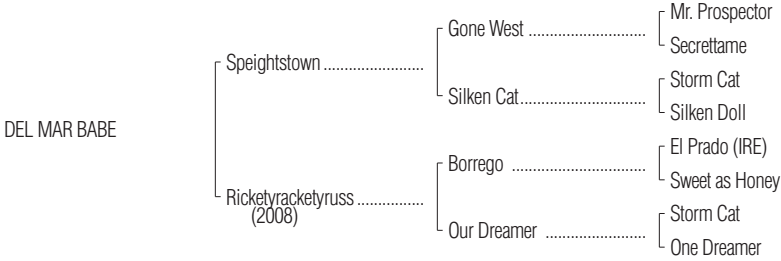 Mr. Prospector
Gone West ................................
Secrettame
Speightstown .......................
Storm Cat
Silken Cat..................................
Silken Doll
DEL MAR BABE
El Prado (IRE)
Borrego ....................................
Sweet as Honey
Ricketyracketyruss ...............
(2008)
Storm Cat
Our Dreamer ...........................
One Dreamer